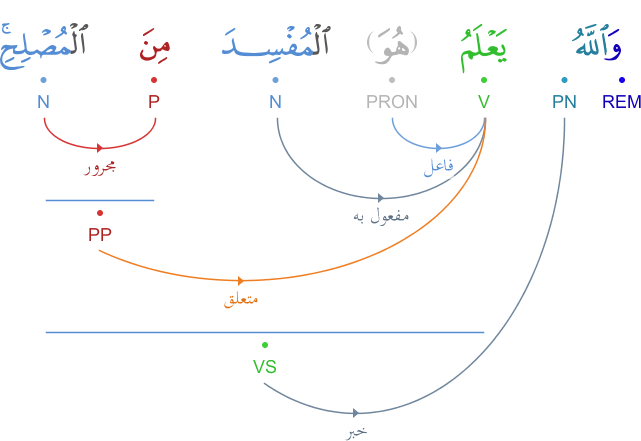 وَٱللَّهُ يَعْلَمُ (هُوَ) ٱلْمُفْسِدَ مِنَ ٱلْمُصْلِحِ ۚ
REM PN V PRON N P N
فاعل
مجرور
مفعول به
PP
متعلق
VS
خبر